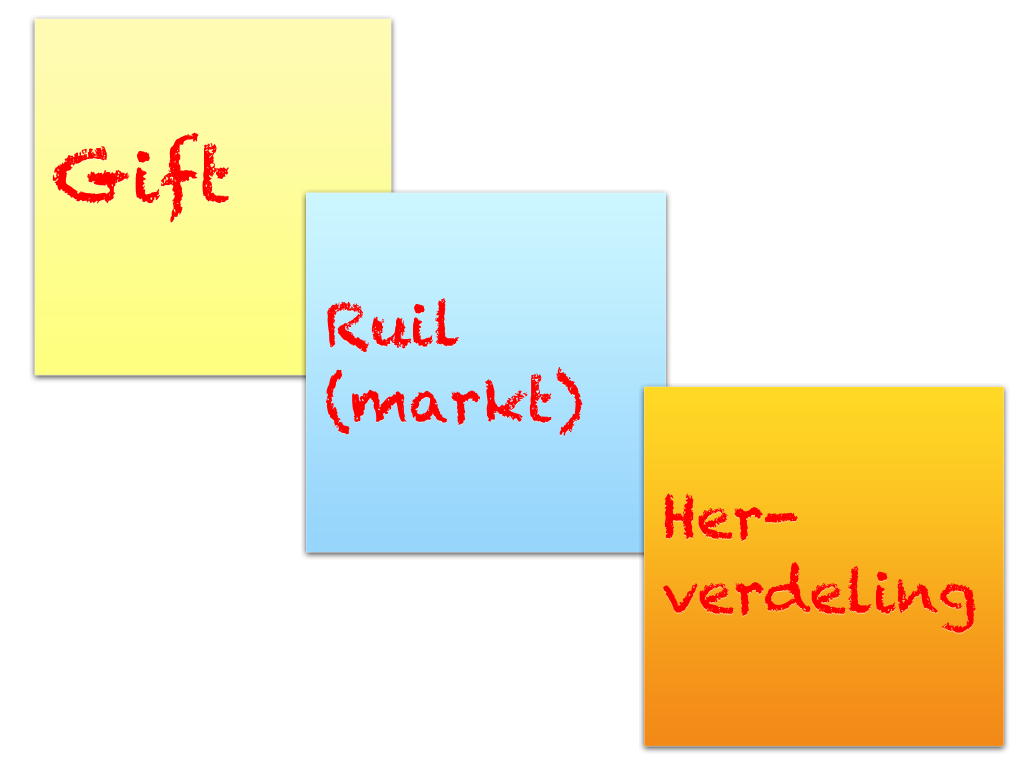 Gift
Ruil
(markt)
Her-
verdeling